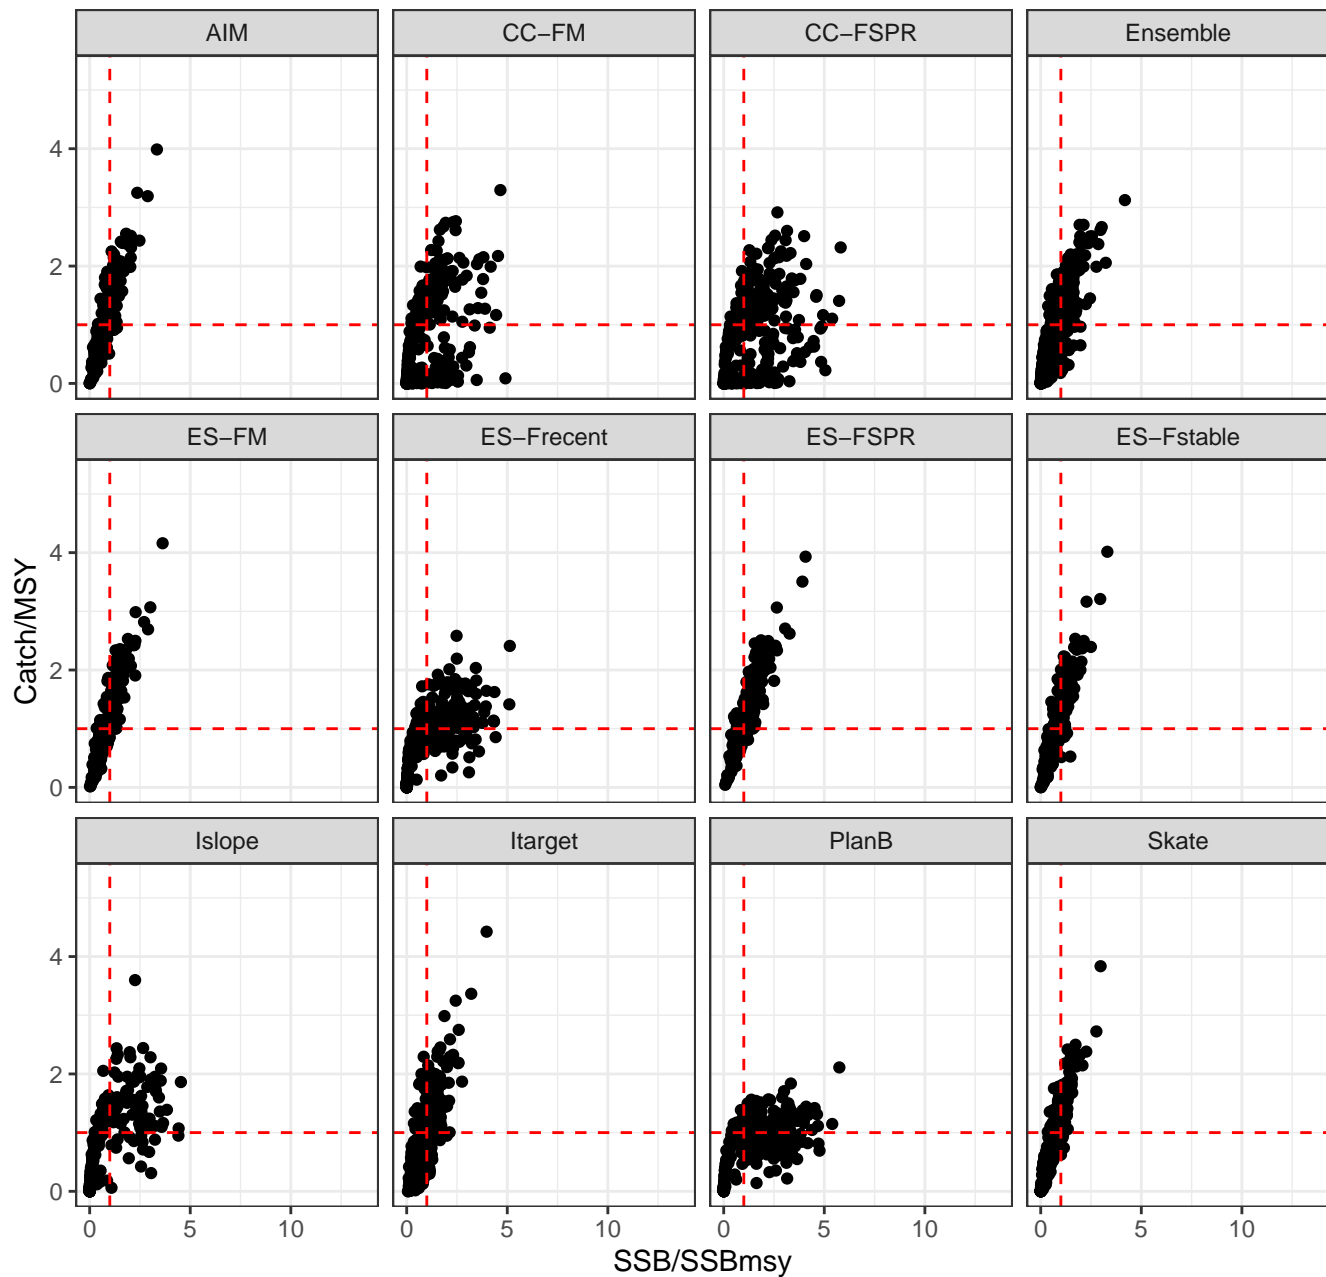 AIM CC−FM CC−FSPR Ensemble
4
2
0
ES−FM ES−Frecent ES−FSPR ES−Fstable
4
2
0
Catch/MSY
Islope Itarget PlanB Skate
4
2
0
0 5 10 0 5 10 0 5 10 0 5 10
SSB/SSBmsy